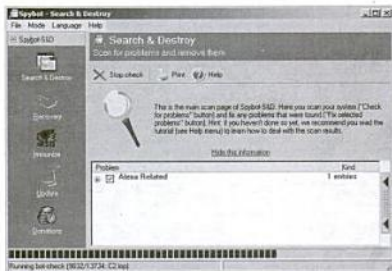 Spybot - Search & Destroy
File Mode Language Help
Spybot-S&D
Search & Destroy
Scan for problems and remove them
Search & Destroy
Recovery
Immunize
Update
Donations
Stop check Print Help
This is the main scan page of Spybot-S&D. Here you scan your system ("Check
for problems" button) and fix any problems that were found ("Fix selected
problems" button). Hint: if you haven't done so yet, we recommend you read the
tutorial (see Help menu) to learn how to deal with the scan results.
Hide this information
Problem Kind
Alexa Related 1 entries
Running bot-check (9832/13734: C2.lop)